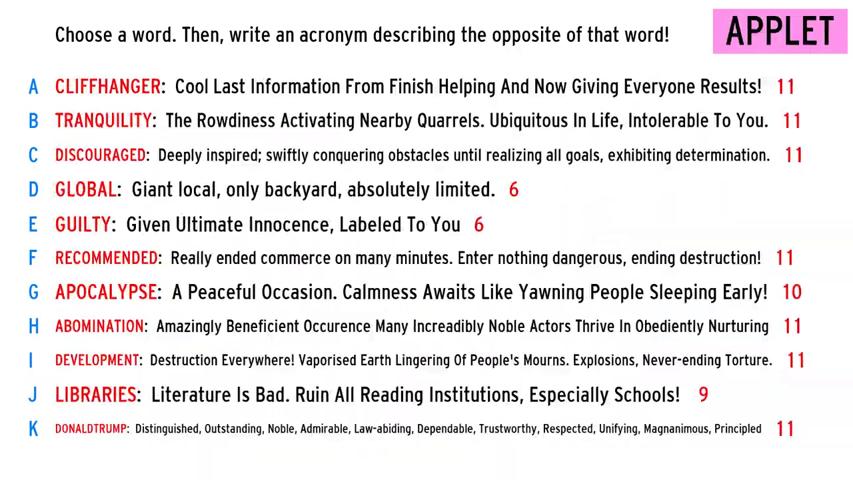 Choose a word. Then, write an acronym describing the opposite of that word!
APPLET
A CLIFFHANGER: Cool Last Information From Finish Helping And Now Giving Everyone Results! 11
B TRANQUILITY: The Rowdiness Activating Nearby Quarrels. Ubiquitous In Life, Intolerable To You. 11
C DISCOURAGED: Deeply inspired; swiftly conquering obstacles until realizing all goals, exhibiting determination. 11
D GLOBAL: Giant local, only backyard, absolutely limited. 6
E GUILTY: Given Ultimate Innocence, Labeled To You 6
F RECOMMENDED: Really ended commerce on many minutes. Enter nothing dangerous, ending destruction! 11
G APOCALYPSE: A Peaceful Occasion. Calmness Awaits Like Yawning People Sleeping Early! 10
H ABOMINATION: Amazingly Beneficient Occurence Many Increadibly Noble Actors Thrive In Obediently Nurturing 11
I DEVELOPMENT: Destruction Everywhere! Vaporised Earth Lingering Of People's Mourns. Explosions, Never-ending Torture. 11
J LIBRARIES: Literature Is Bad. Ruin All Reading Institutions, Especially Schools! 9
K DONALDTRUMP: Distinguished, Outstanding, Noble, Admirable, Law-abiding, Dependable, Trustworthy, Respected, Unifying, Magnanimous, Principled 11